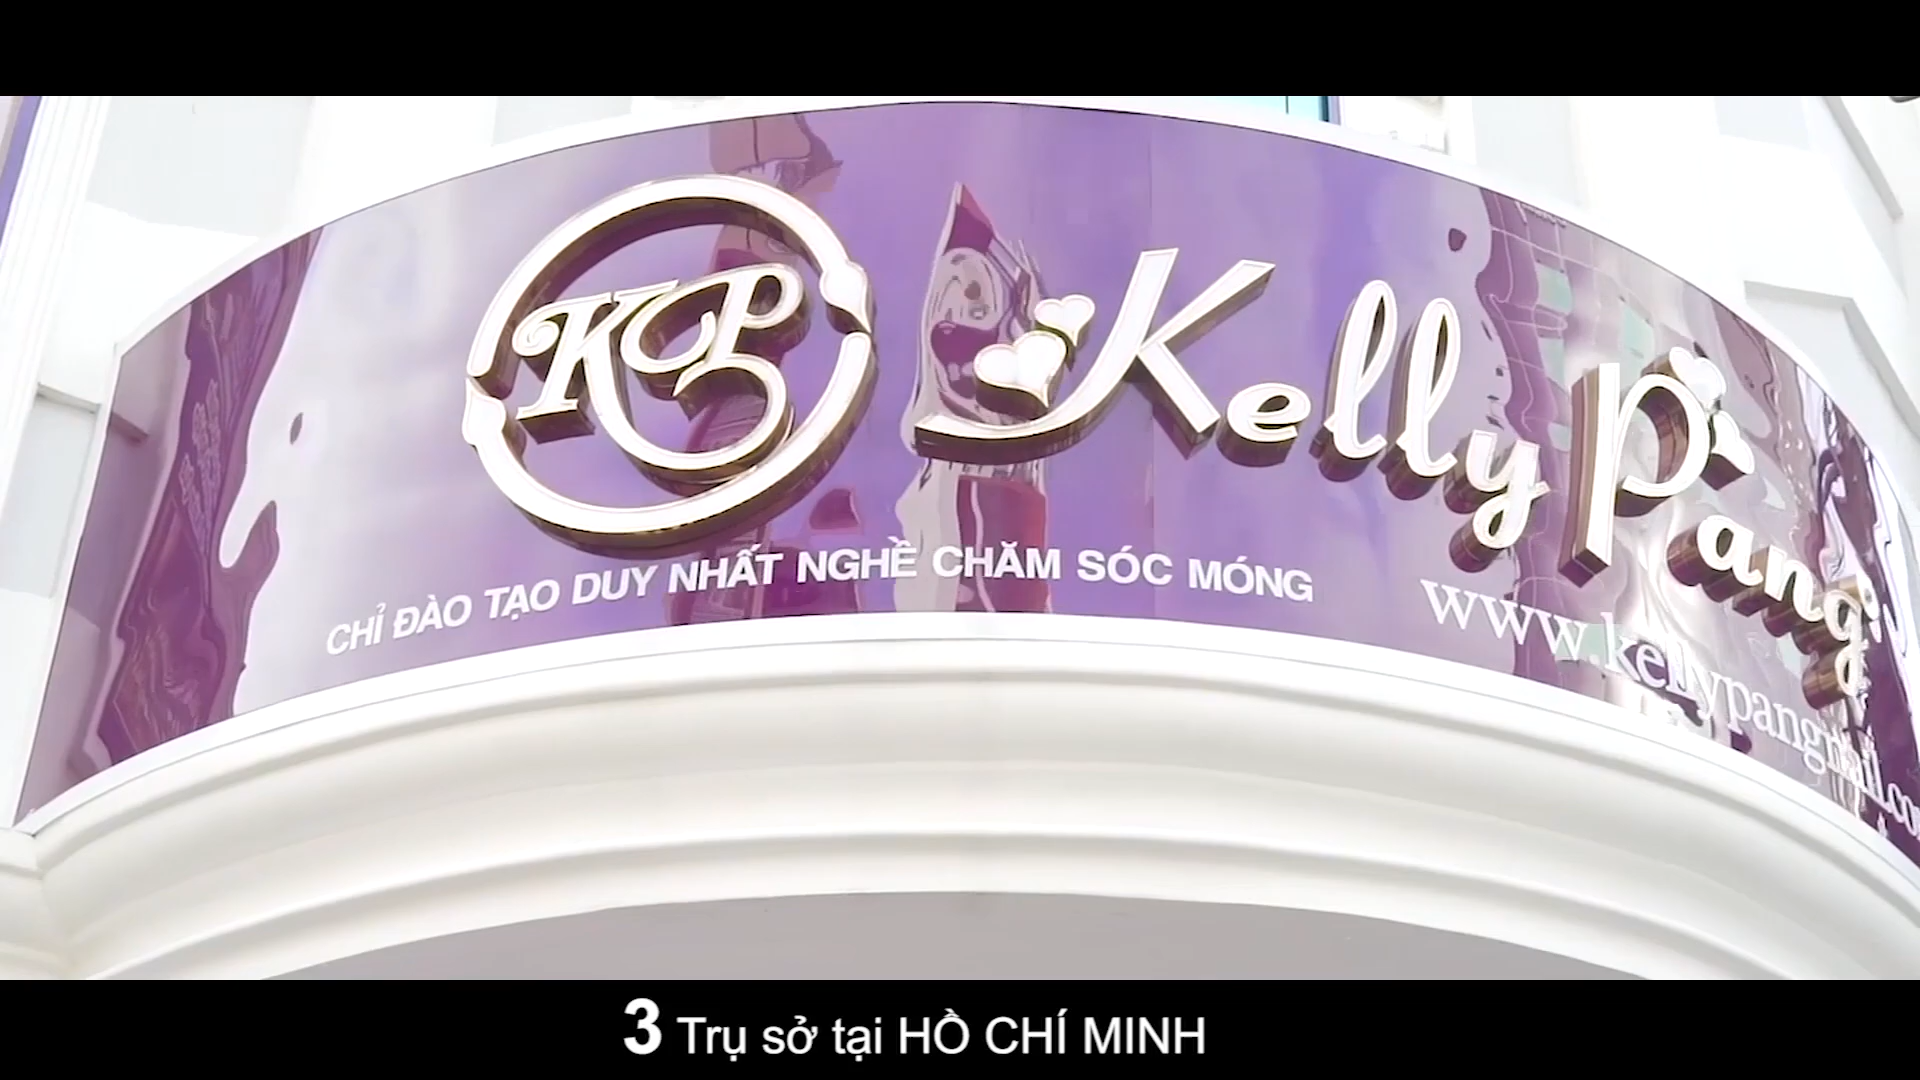 KP
Kelly Pang
CHỈ ĐÀO TẠO DUY NHẤT NGHỀ CHĂM SÓC MÓNG
www.kellypangnail.co
3 Trụ sở tại HỒ CHÍ MINH